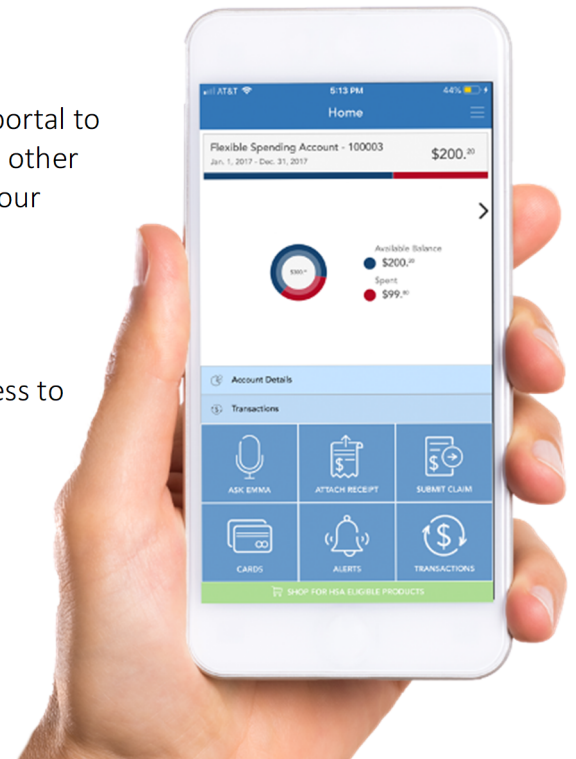 portal to
other
our
ess to
AT&T 5:13 PM 44%
Home
Flexible Spending Account - 100003
Jan. 1, 2017 - Dec. 31, 2017
$200.²⁰
Available Balance
$200.²⁰
Spent
Account Details
Transactions
ASK EMMA ATTACH RECEIPT SUBMIT CLAIM
CARDS ALERTS TRANSACTIONS
SHOP FOR HSA ELIGIBLE PRODUCTS